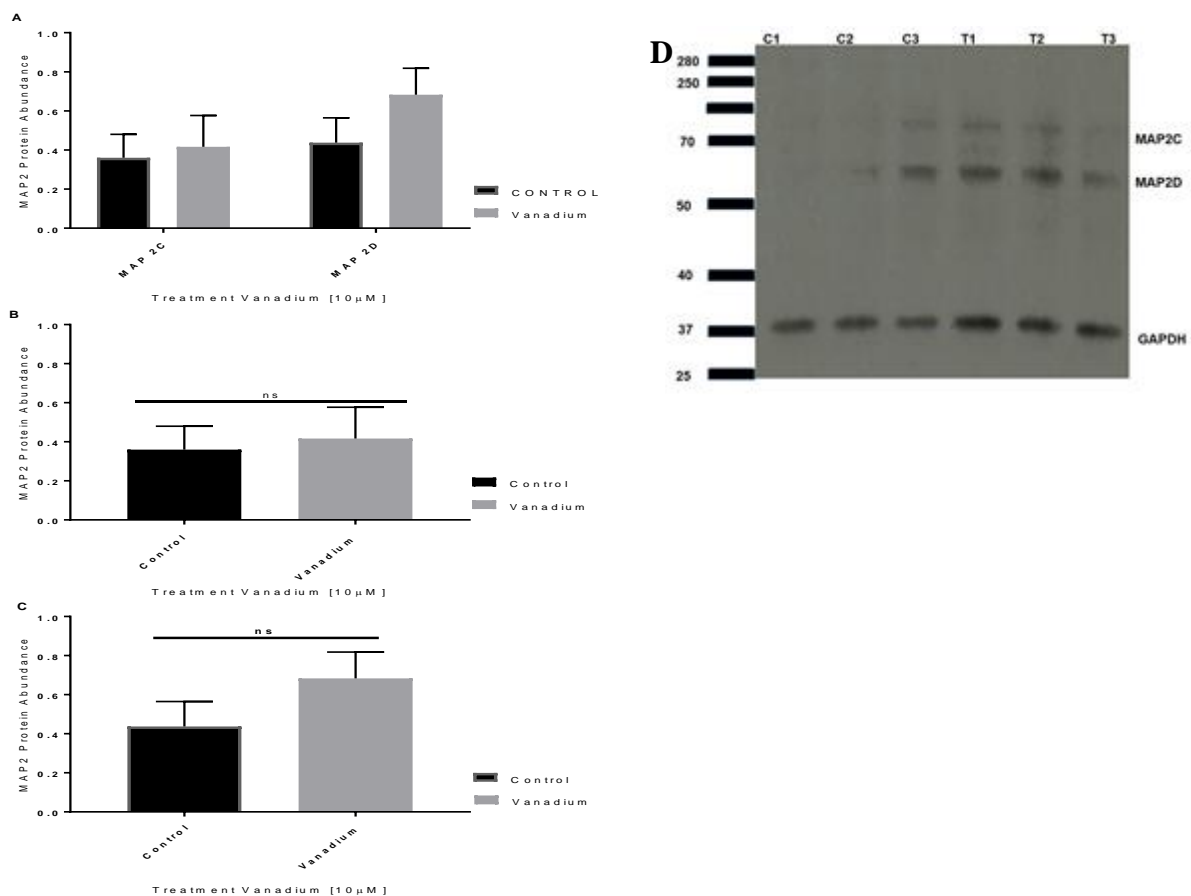 A
MAP2 Protein Abundance
1.0
0.8
0.6
0.4
0.2
0.0
MAP 2C
MAP 2D
CONTROL
Vanadium
Treatment Vanadium [10µM]
B
MAP2 Protein Abundance
1.0
0.8
0.6
0.4
0.2
0.0
ns
Control
Vanadium
Control
Vanadium
Treatment Vanadium [10µM]
C
MAP2 Protein Abundance
1.0
0.8
0.6
0.4
0.2
0.0
ns
Control
Vanadium
Control
Vanadium
Treatment Vanadium [10µM]
D
C1 C2 C3 T1 T2 T3
280
250
70
50
40
37
25
MAP2C
MAP2D
GAPDH